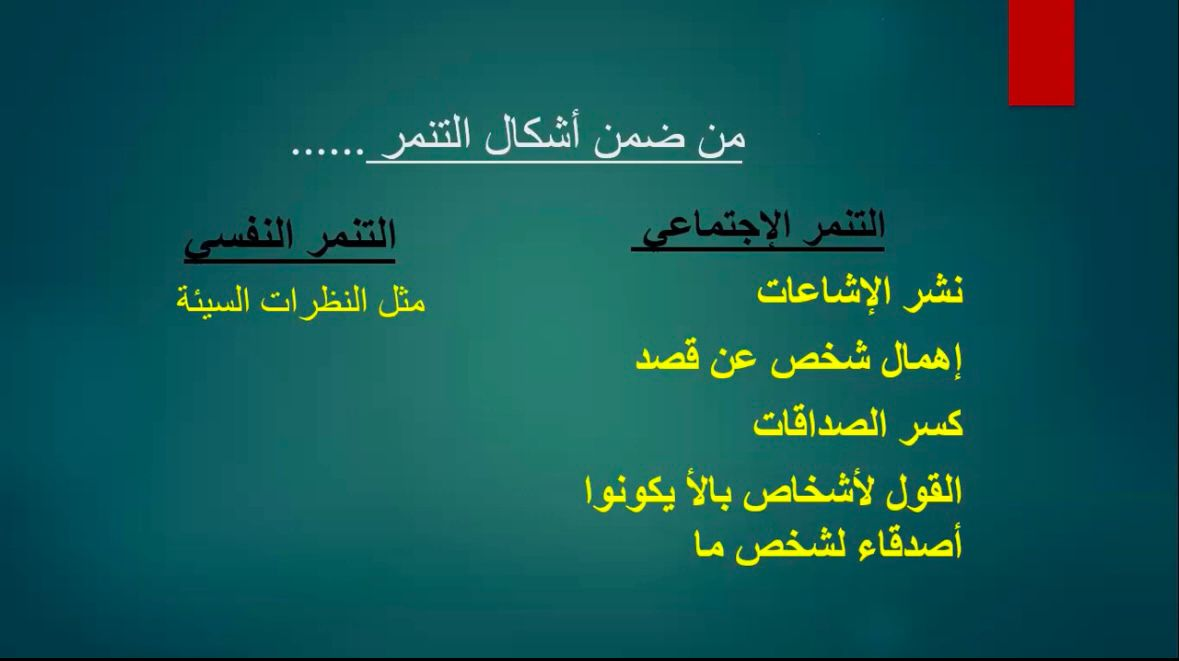 من ضمن أشكال التنمر ......
التنمر الإجتماعي
نشر الإشاعات
إهمال شخص عن قصد
كسر الصداقات
القول لأشخاص بالأ يكونوا
أصدقاء لشخص ما
التنمر النفسي
مثل النظرات السيئة